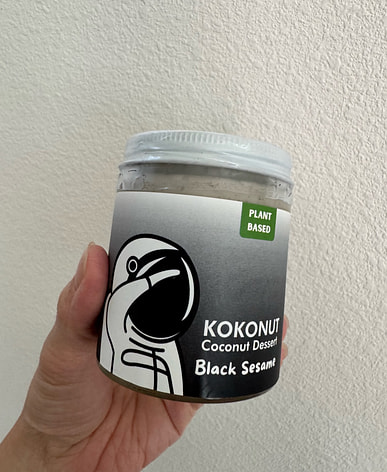 PLANT
BASED
KOKONUT
Coconut Dessert
Black Sesame